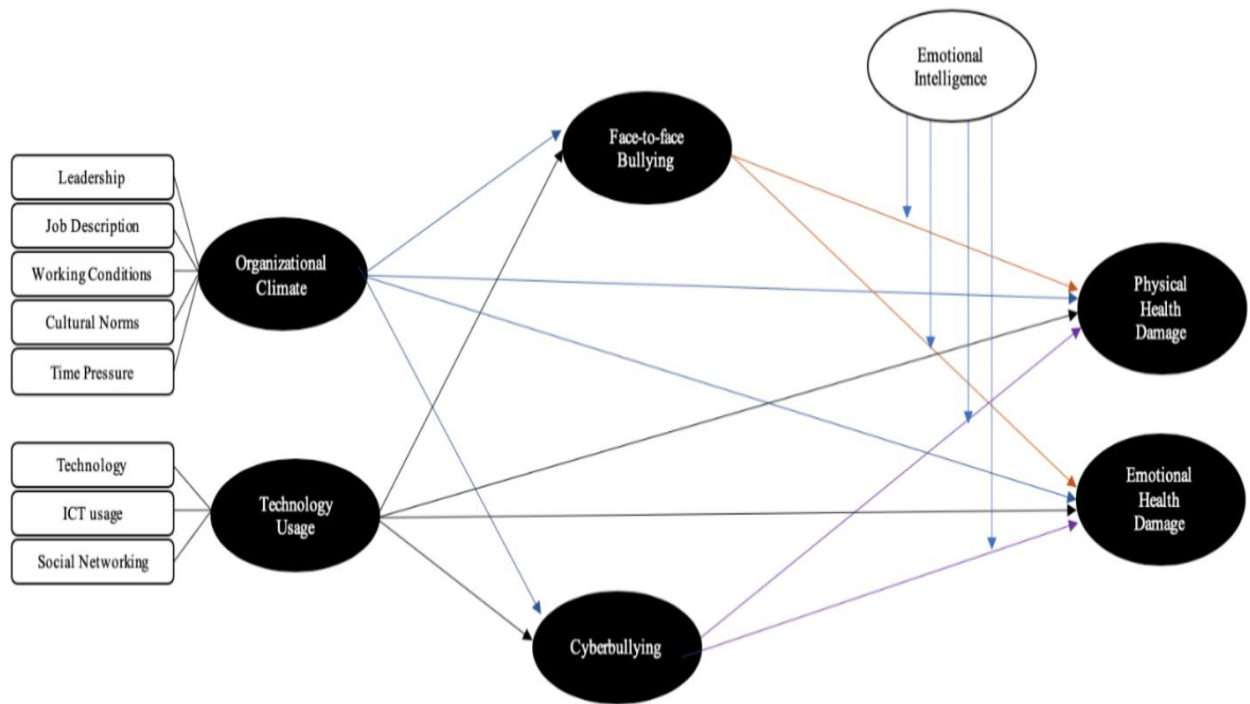 Emotional
Intelligence
Face-to-face
Bullying
Leadership
Job Description
Working Conditions
Cultural Norms
Time Pressure
Organizational
Climate
Physical
Health
Damage
Technology
ICT usage
Social Networking
Technology
Usage
Emotional
Health
Damage
Cyberbullying